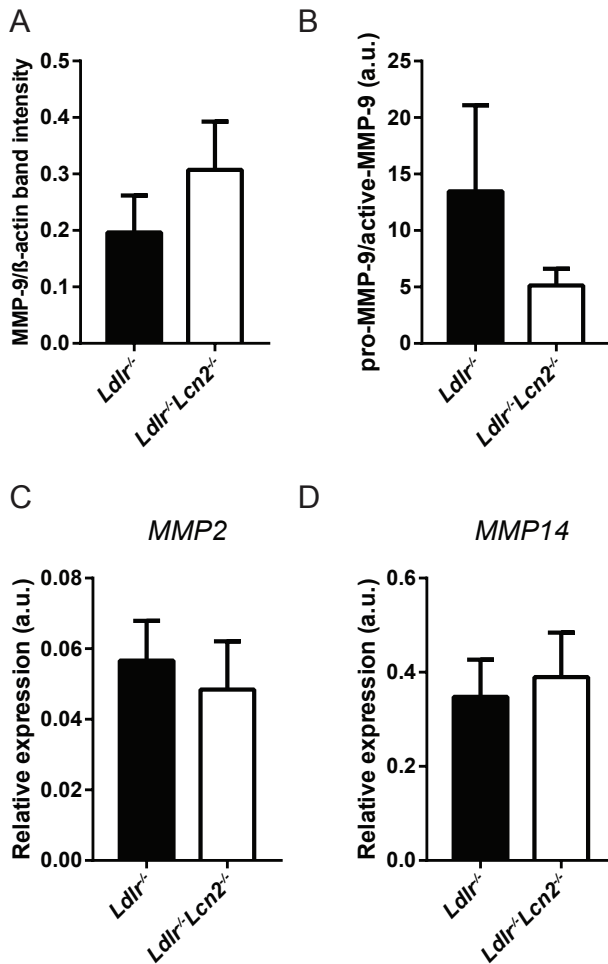 A
MMP-9/ß-actin band intensity
0.5
0.4
0.3
0.2
0.1
0.0
Ldlr-/-
Ldlr-/-Lcn2-/-
B
pro-MMP-9/active-MMP-9 (a.u.)
25
20
15
10
5
0
Ldlr-/-
Ldlr-/-Lcn2-/-
C
MMP2
Relative expression (a.u.)
0.08
0.06
0.04
0.02
0.00
Ldlr-/-
Ldlr-/-Lcn2-/-
D
MMP14
Relative expression (a.u.)
0.6
0.4
0.2
0.0
Ldlr-/-
Ldlr-/-Lcn2-/-